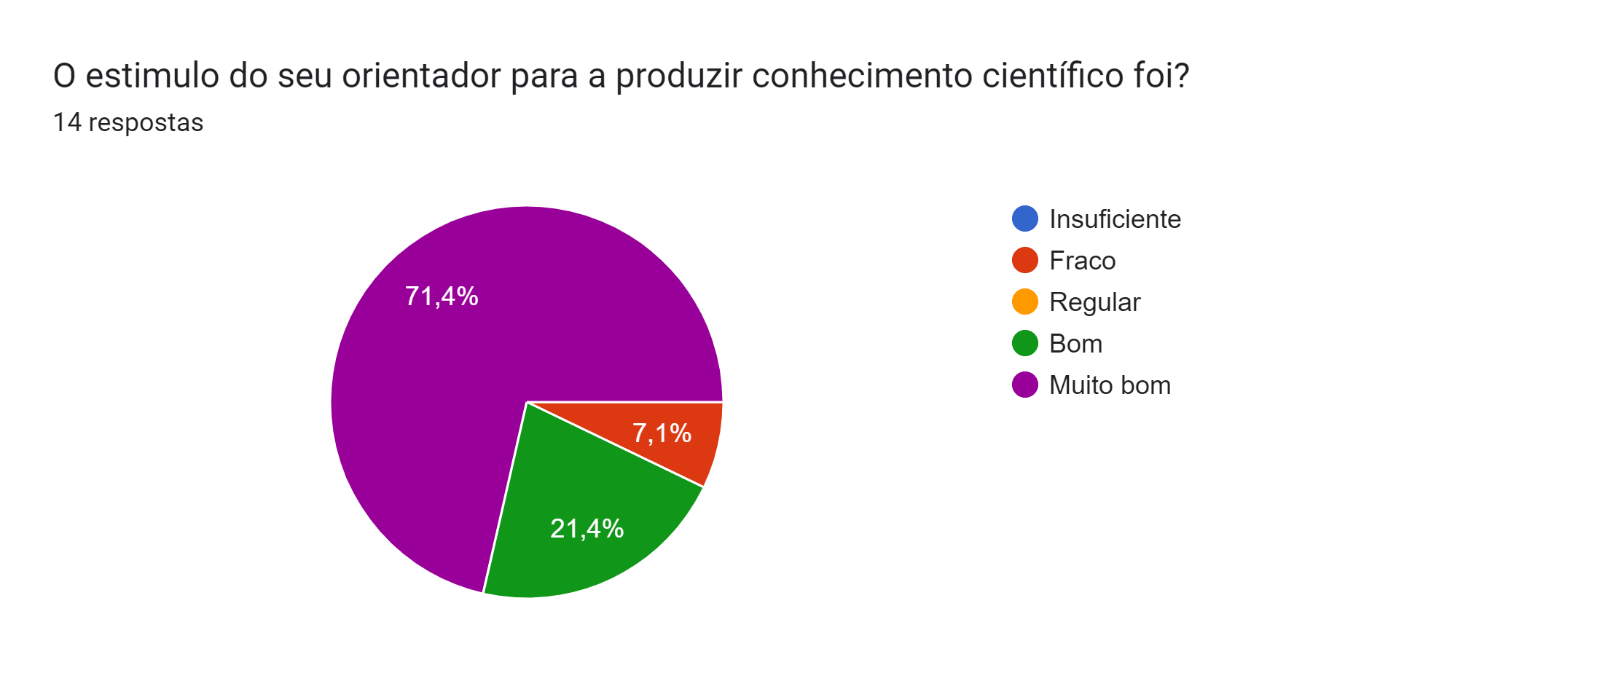 O estimulo do seu orientador para a produzir conhecimento científico foi?
14 respostas
71,4%
7,1%
21,4%
Insuficiente
Fraco
Regular
Bom
Muito bom